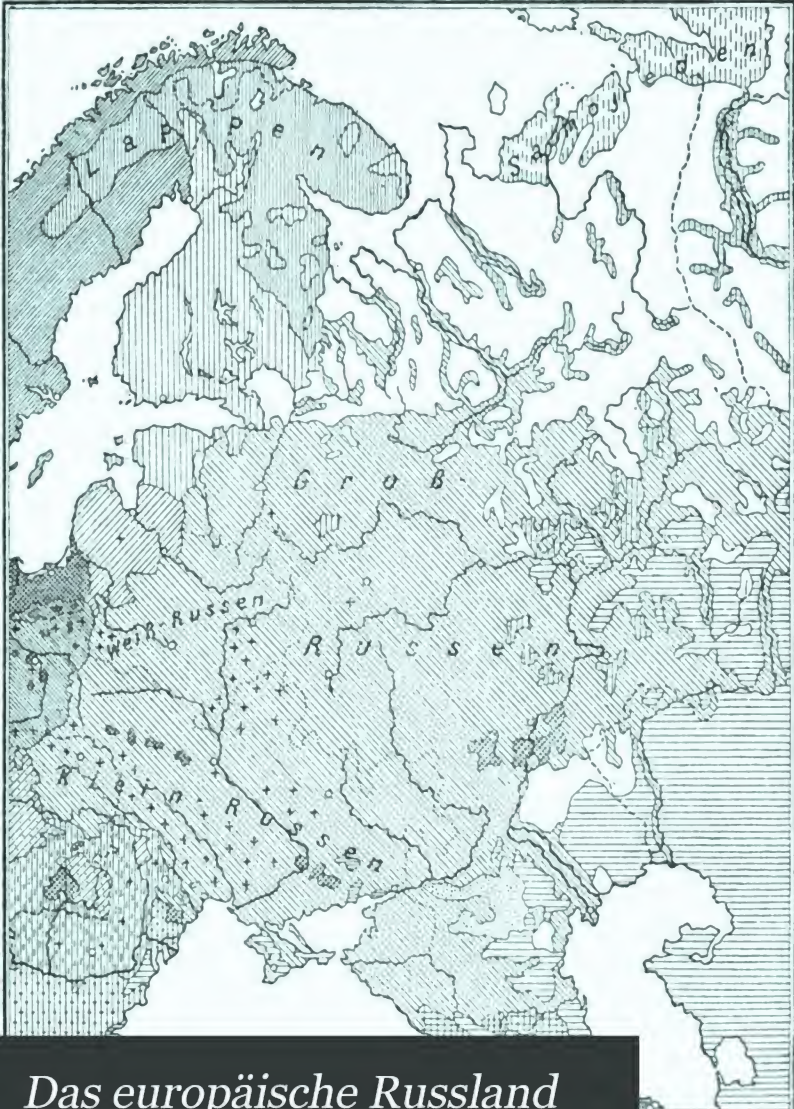 Lappen
Samojeden
Groß-
Weiß-Russen
Russen
Klein-Russen
Das europäische Russland